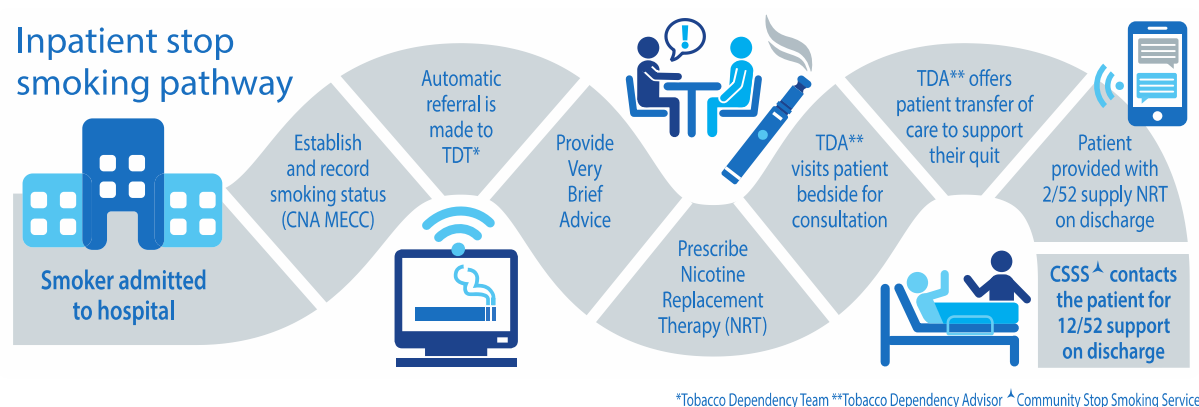 Inpatient stop
smoking pathway
Smoker admitted
to hospital
Establish
and record
smoking status
(CNA MECC)
Automatic
referral is
made to
TDT*
Provide
Very
Brief
Advice
!
Prescribe
Nicotine
Replacement
Therapy (NRT)
TDA**
visits patient
bedside for
consultation
TDA** offers
patient transfer of
care to support
their quit
Patient
provided with
2/52 supply NRT
on discharge
CSSS⅄ contacts
the patient for
12/52 support
on discharge
*Tobacco Dependency Team **Tobacco Dependency Advisor ⅄Community Stop Smoking Service